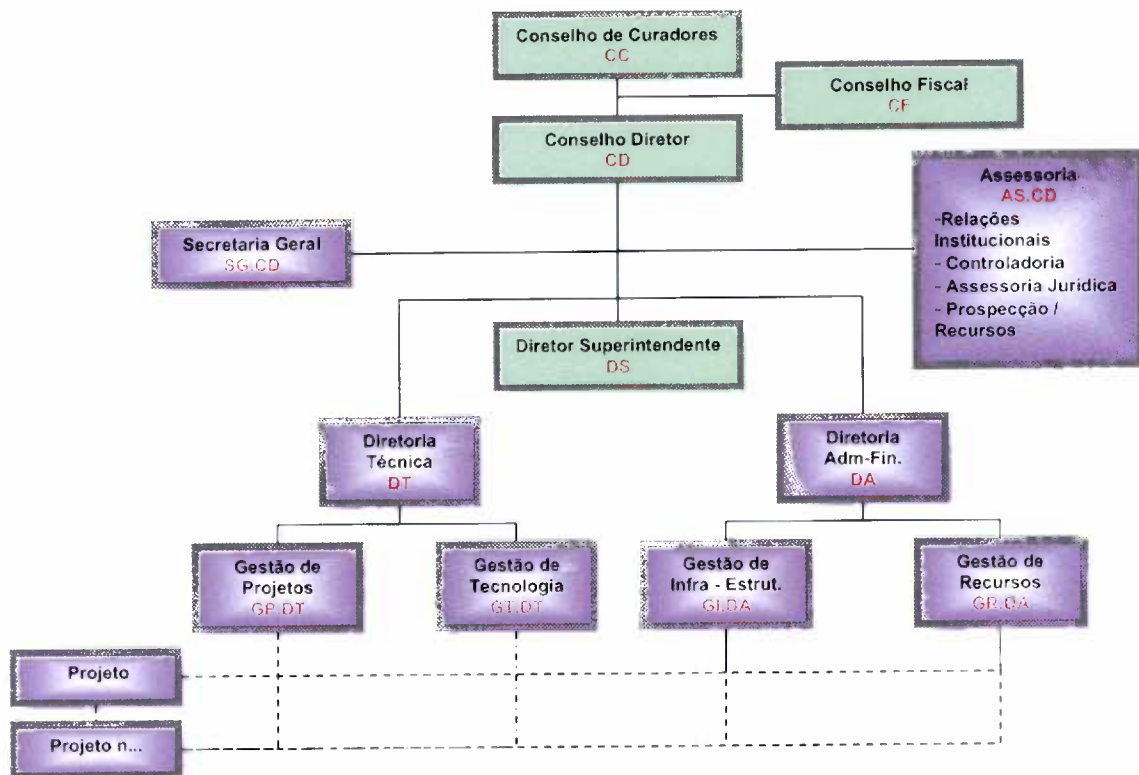 Conselho de Curadores
CC
Conselho Fiscal
CF
Conselho Diretor
CD
Assessoria
AS.CD
-Relações
Institucionais
- Controladoria
- Assessoria Jurídica
- Prospecção /
Recursos
Secretaria Geral
SG.CD
Diretor Superintendente
DS
Diretoria
Técnica
DT
Diretoria
Adm-Fin.
DA
Gestão de
Projetos
GP.DT
Gestão de
Tecnologia
GT.DT
Gestão de
Infra - Estrut.
GI.DA
Gestão de
Recursos
GR.DA
Projeto
Projeto n...